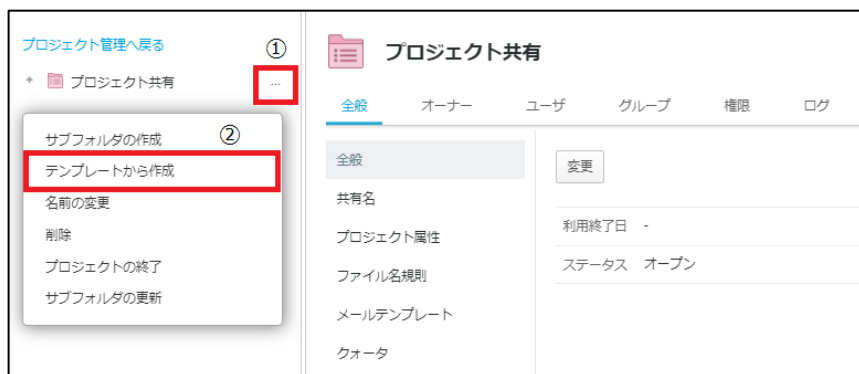 プロジェクト管理へ戻る
①
プロジェクト共有
...
サブフォルダの作成
②
テンプレートから作成
名前の変更
削除
プロジェクトの終了
サブフォルダの更新
プロジェクト共有
全般 オーナー ユーザ グループ 権限 ログ
全般
共有名
プロジェクト属性
ファイル名規則
メールテンプレート
クォータ
変更
利用終了日 -
ステータス オープン